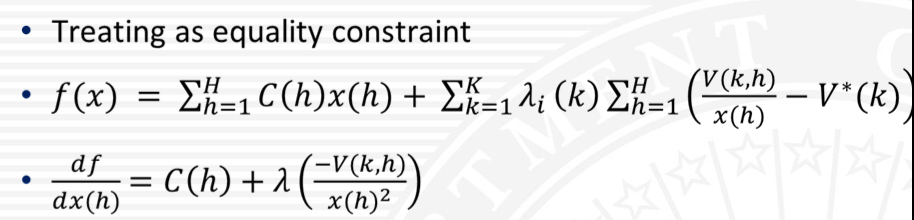 • Treating as equality constraint
• f(x) = ∑_{h=1}^{H} C(h)x(h) + ∑_{k=1}^{K} λ_i (k) ∑_{h=1}^{H} (V(k,h)/x(h) − V*(k))
• df/dx(h) = C(h) + λ(−V(k,h)/x(h)²)